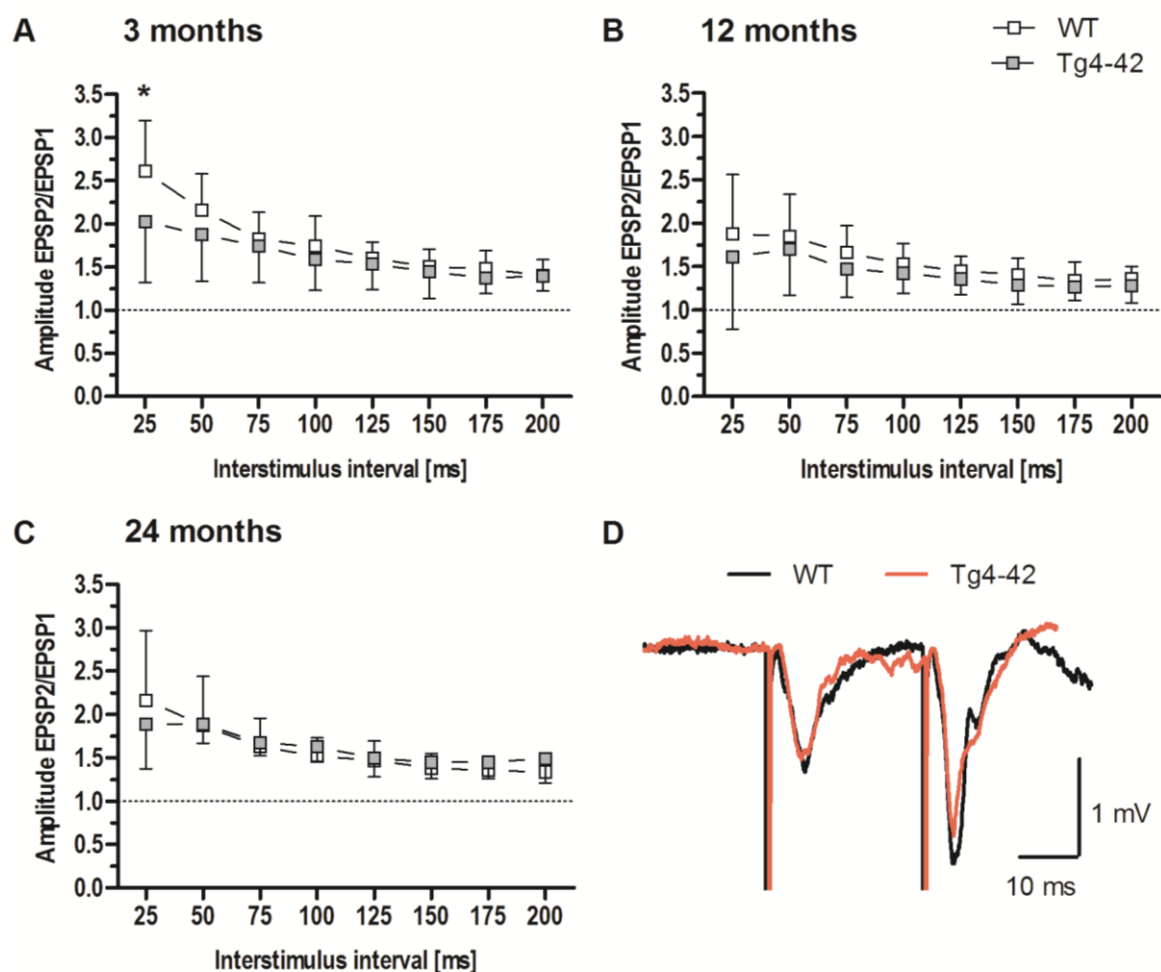 A 3 months
B 12 months
WT
Tg4-42
*
Amplitude EPSP2/EPSP1
3.5
3.0
2.5
2.0
1.5
1.0
0.5
0.0
25 50 75 100 125 150 175 200
Interstimulus interval [ms]
Amplitude EPSP2/EPSP1
3.5
3.0
2.5
2.0
1.5
1.0
0.5
0.0
25 50 75 100 125 150 175 200
Interstimulus interval [ms]
C 24 months
Amplitude EPSP2/EPSP1
3.5
3.0
2.5
2.0
1.5
1.0
0.5
0.0
25 50 75 100 125 150 175 200
Interstimulus interval [ms]
D
WT Tg4-42
1 mV
10 ms